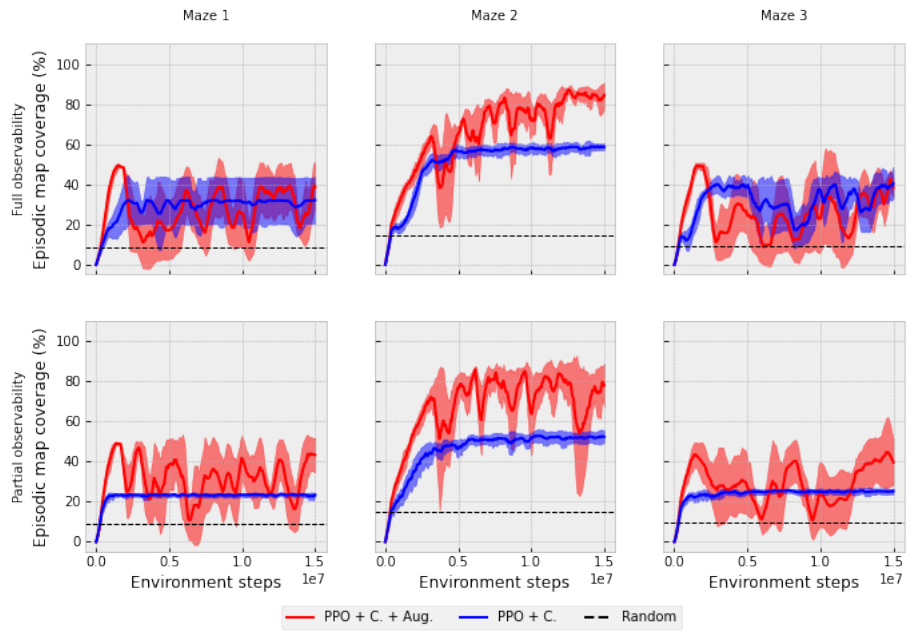 Maze 1 Maze 2 Maze 3
Full observability
Episodic map coverage (%)
100
80
60
40
20
0
Partial observability
Episodic map coverage (%)
100
80
60
40
20
0
0.0 0.5 1.0 1.5 0.0 0.5 1.0 1.5 0.0 0.5 1.0 1.5
Environment steps 1e7 Environment steps 1e7 Environment steps 1e7
PPO + C. + Aug. PPO + C. Random